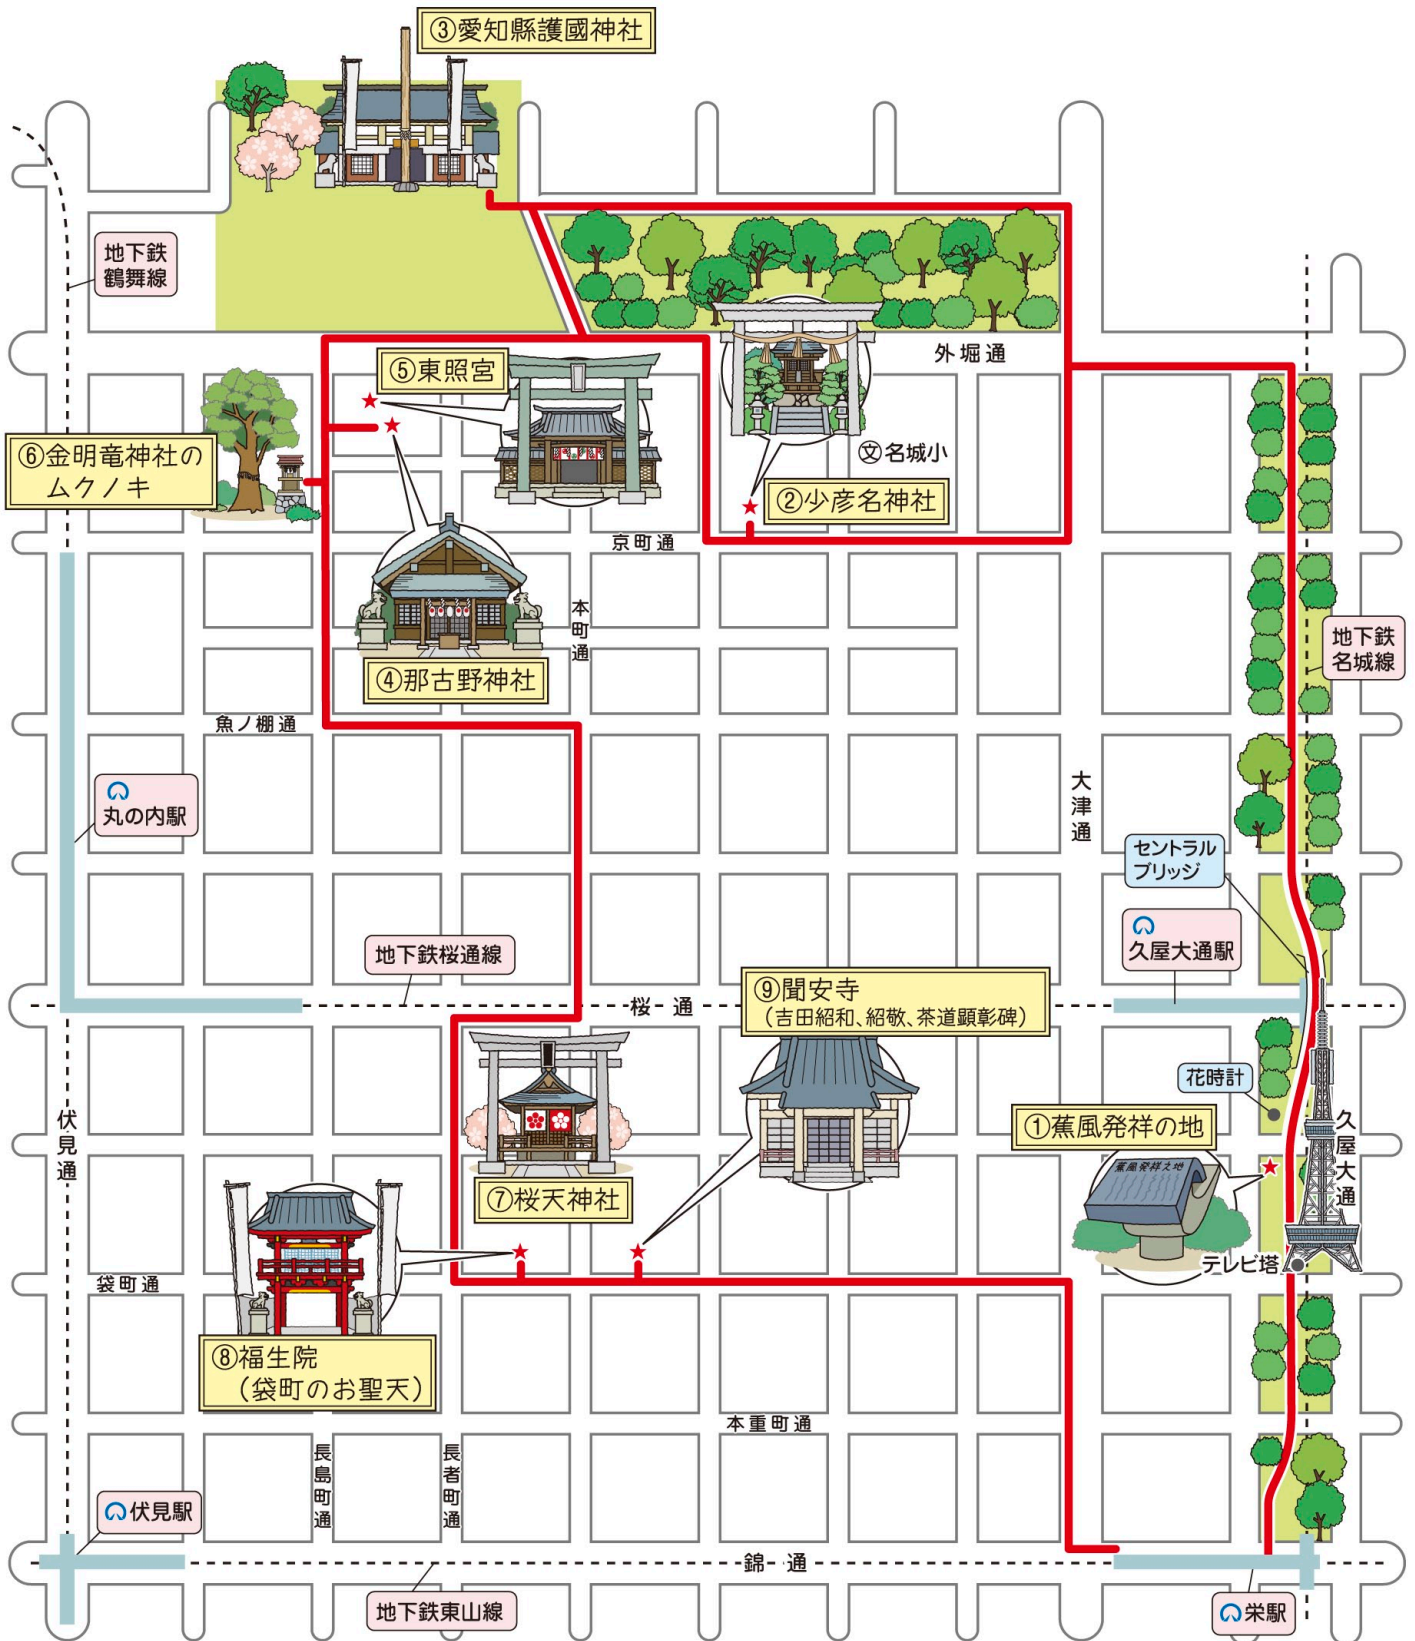 ③愛知縣護國神社
地下鉄
鶴舞線
外堀通
⑤東照宮
⑥金明竜神社の
ムクノキ
文名城小
②少彦名神社
京町通
本町通
地下鉄
名城線
④那古野神社
魚ノ棚通
丸の内駅
大津通
セントラル
ブリッジ
久屋大通駅
地下鉄桜通線
桜通
⑨聞安寺
(吉田紹和、紹敬、茶道顕彰碑)
花時計
伏見通
①蕉風発祥の地
久屋大通
蕉風発祥之地
⑦桜天神社
テレビ塔
袋町通
⑧福生院
(袋町のお聖天)
本重町通
長島町通
長者町通
伏見駅
錦通
地下鉄東山線
栄駅